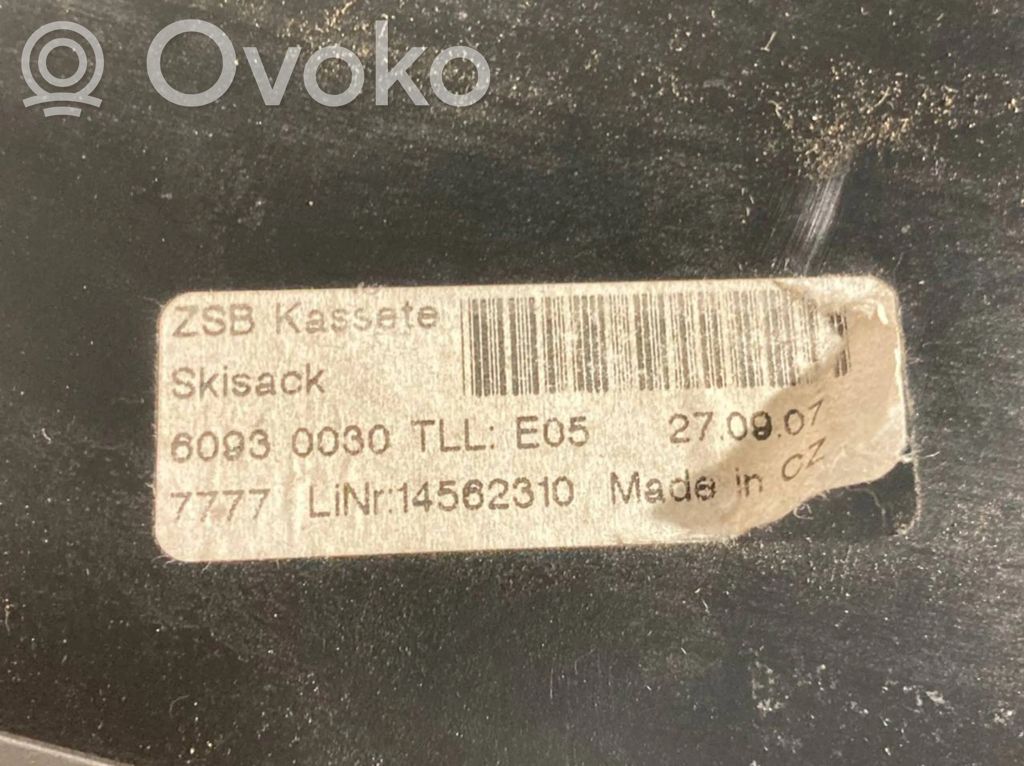 Ovoko
ZSB Kassete
Skisack
6093 0030 TLL: E05 27.09.07
7777 LiNr:14562310 Made in CZ